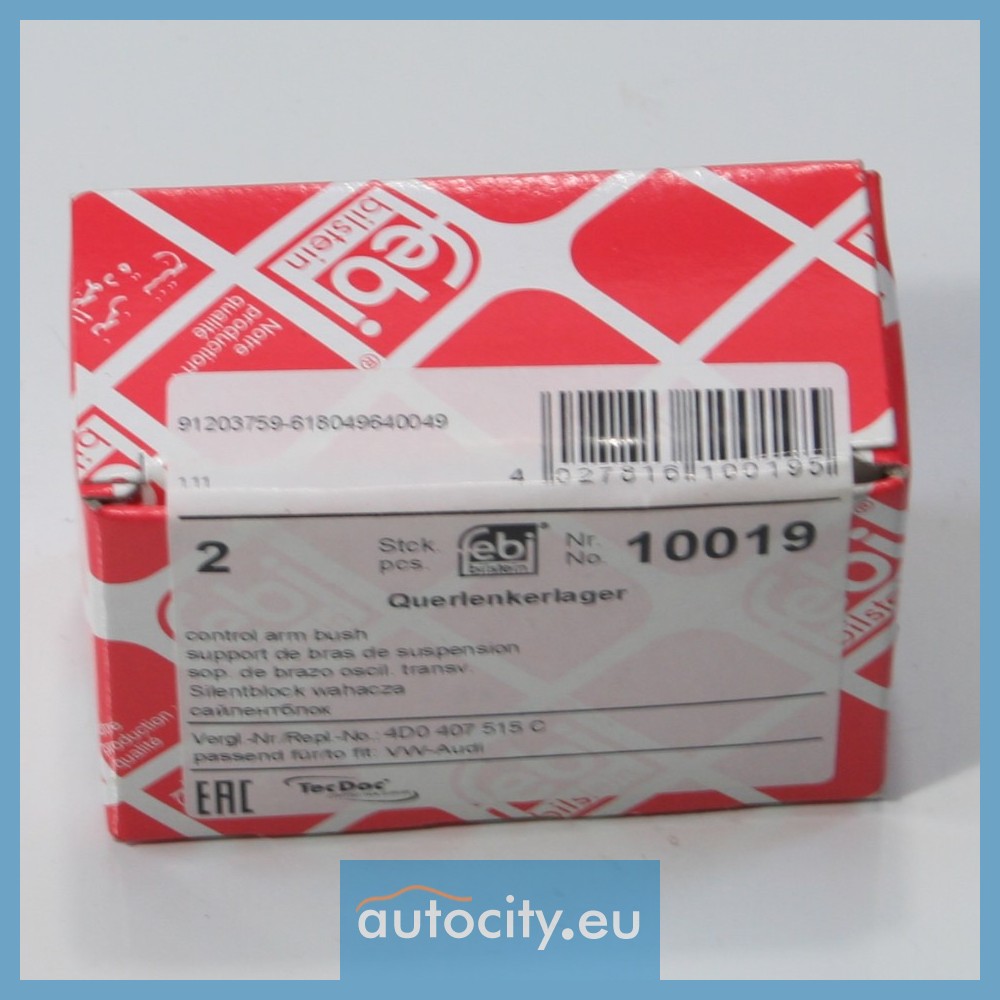 febi
bilstein
®
Notre
production
qualité
91203759-618049640049
111
4 027816 100195
2 Stck. pcs. febi bilstein® Nr. No. 10019
Querlenkerlager
control arm bush
support de bras de suspension
sop. de brazo oscil. transv.
Silentblock wahacza
сайлентблок
Vergl.-Nr./Repl.-No.: 4D0 407 515 C
passend für/to fit: VW-Audi
EAC TecDoc
production
qualité
autocity.eu